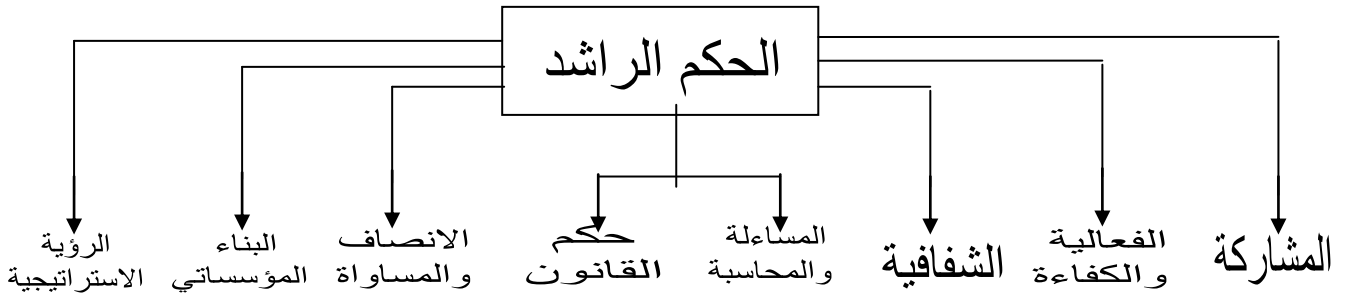 الحكم الراشد
المشاركة
الفعالية
والكفاءة
الشفافية
المساءلة
والمحاسبة
حكم
القانون
الانصاف
والمساواة
البناء
المؤسساتي
الرؤية
الاستراتيجية